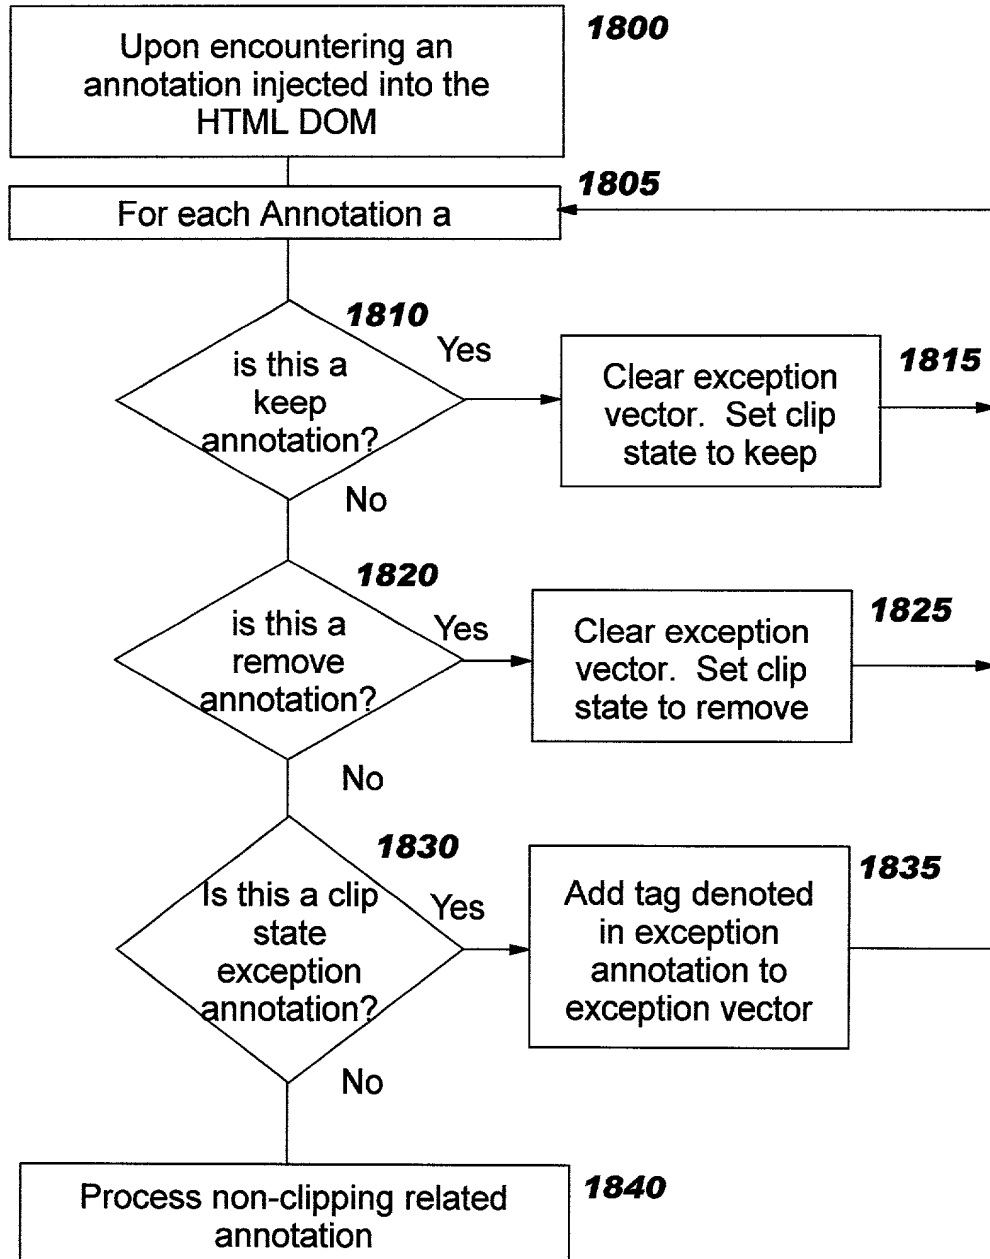 Upon encountering an
annotation injected into the
HTML DOM
1800
For each Annotation a
1805
1810
is this a
keep
annotation?
Yes
No
Clear exception
vector. Set clip
state to keep
1815
1820
is this a
remove
annotation?
Yes
No
Clear exception
vector. Set clip
state to remove
1825
1830
Is this a clip
state
exception
annotation?
Yes
No
Add tag denoted
in exception
annotation to
exception vector
1835
Process non-clipping related
annotation
1840